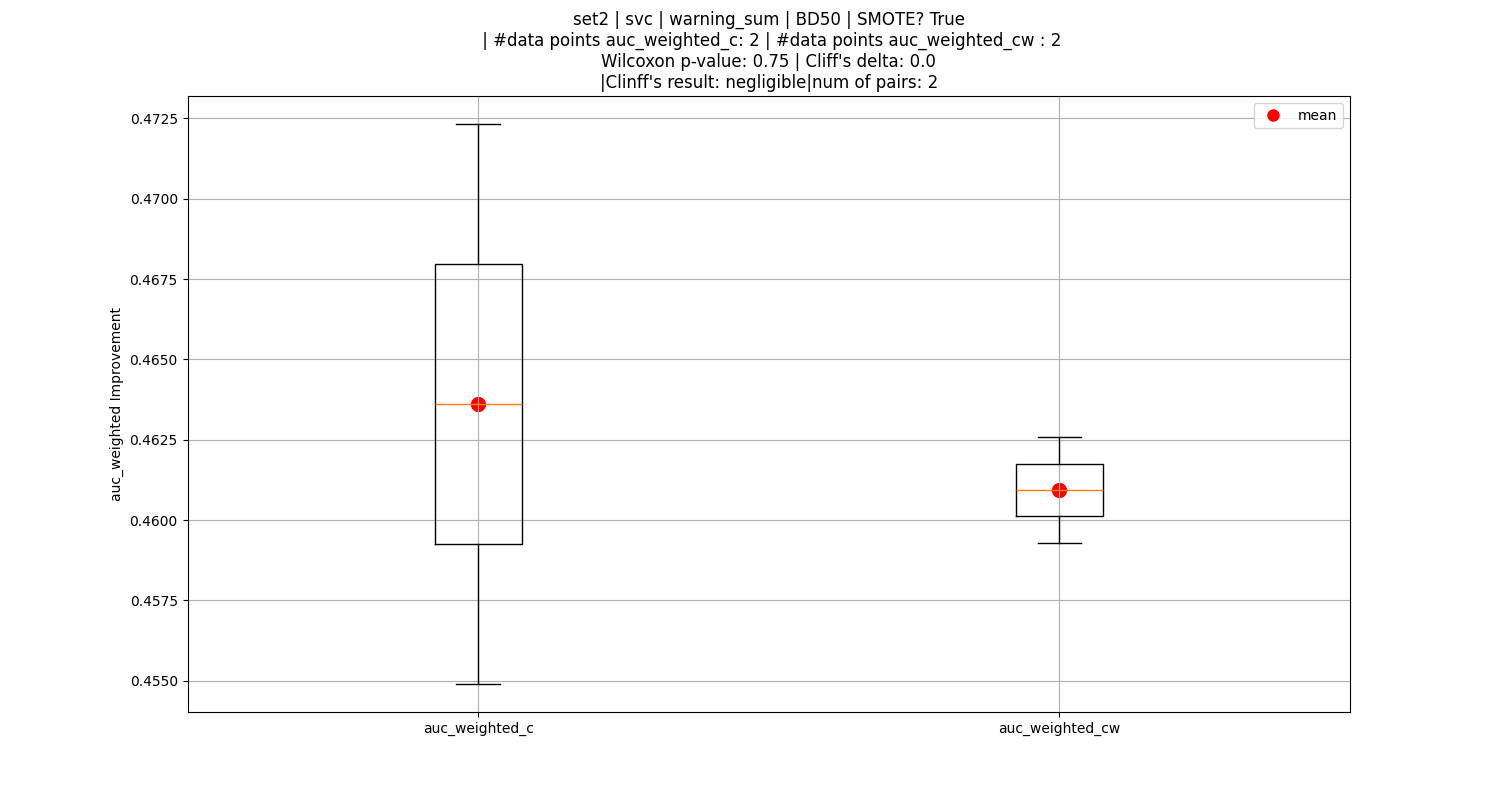 set2 | svc | warning_sum | BD50 | SMOTE? True
| #data points auc_weighted_c: 2 | #data points auc_weighted_cw : 2
Wilcoxon p-value: 0.75 | Cliff's delta: 0.0
|Clinff's result: negligible|num of pairs: 2
mean
0.4725
0.4700
0.4675
0.4650
0.4625
0.4600
0.4575
0.4550
auc_weighted Improvement
auc_weighted_c
auc_weighted_cw